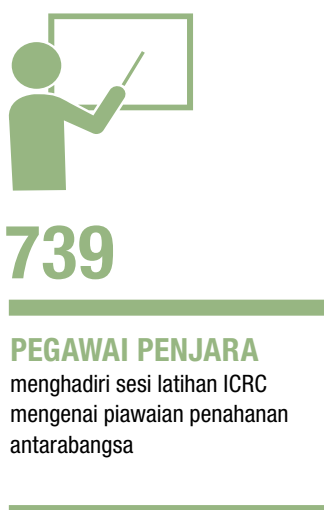 739
PEGAWAI PENJARA
menghadiri sesi latihan ICRC
mengenai piawaian penahanan
antarabangsa